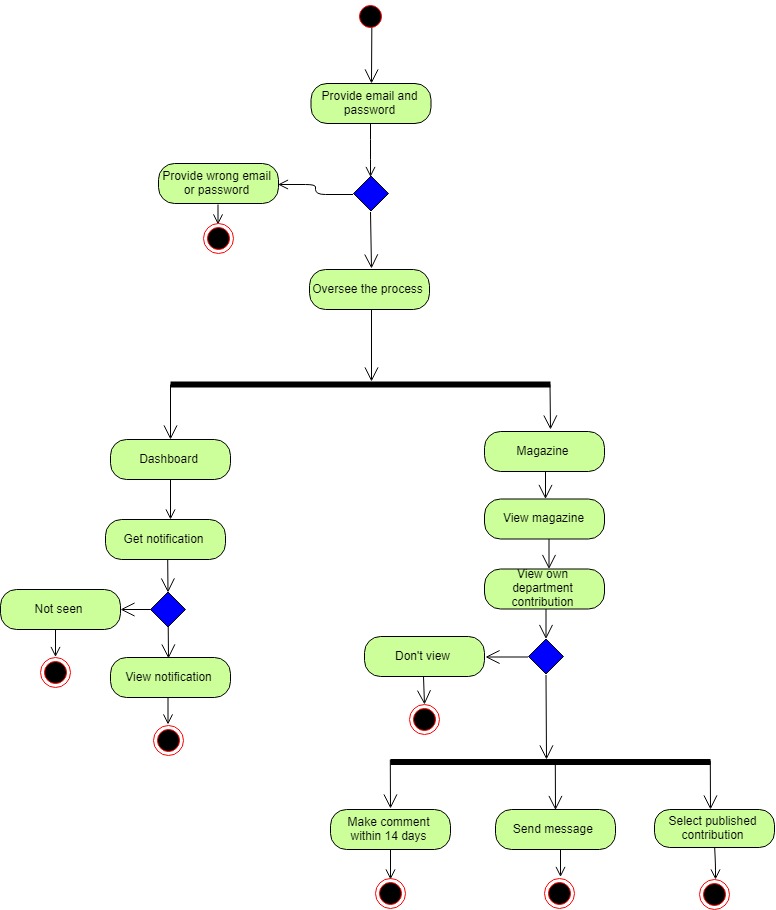 Provide email and
password
Provide wrong email
or password
Oversee the process
Dashboard
Magazine
View magazine
Get notification
View own
department
contribution
Not seen
Don't view
View notification
Make comment
within 14 days
Send message
Select published
contribution